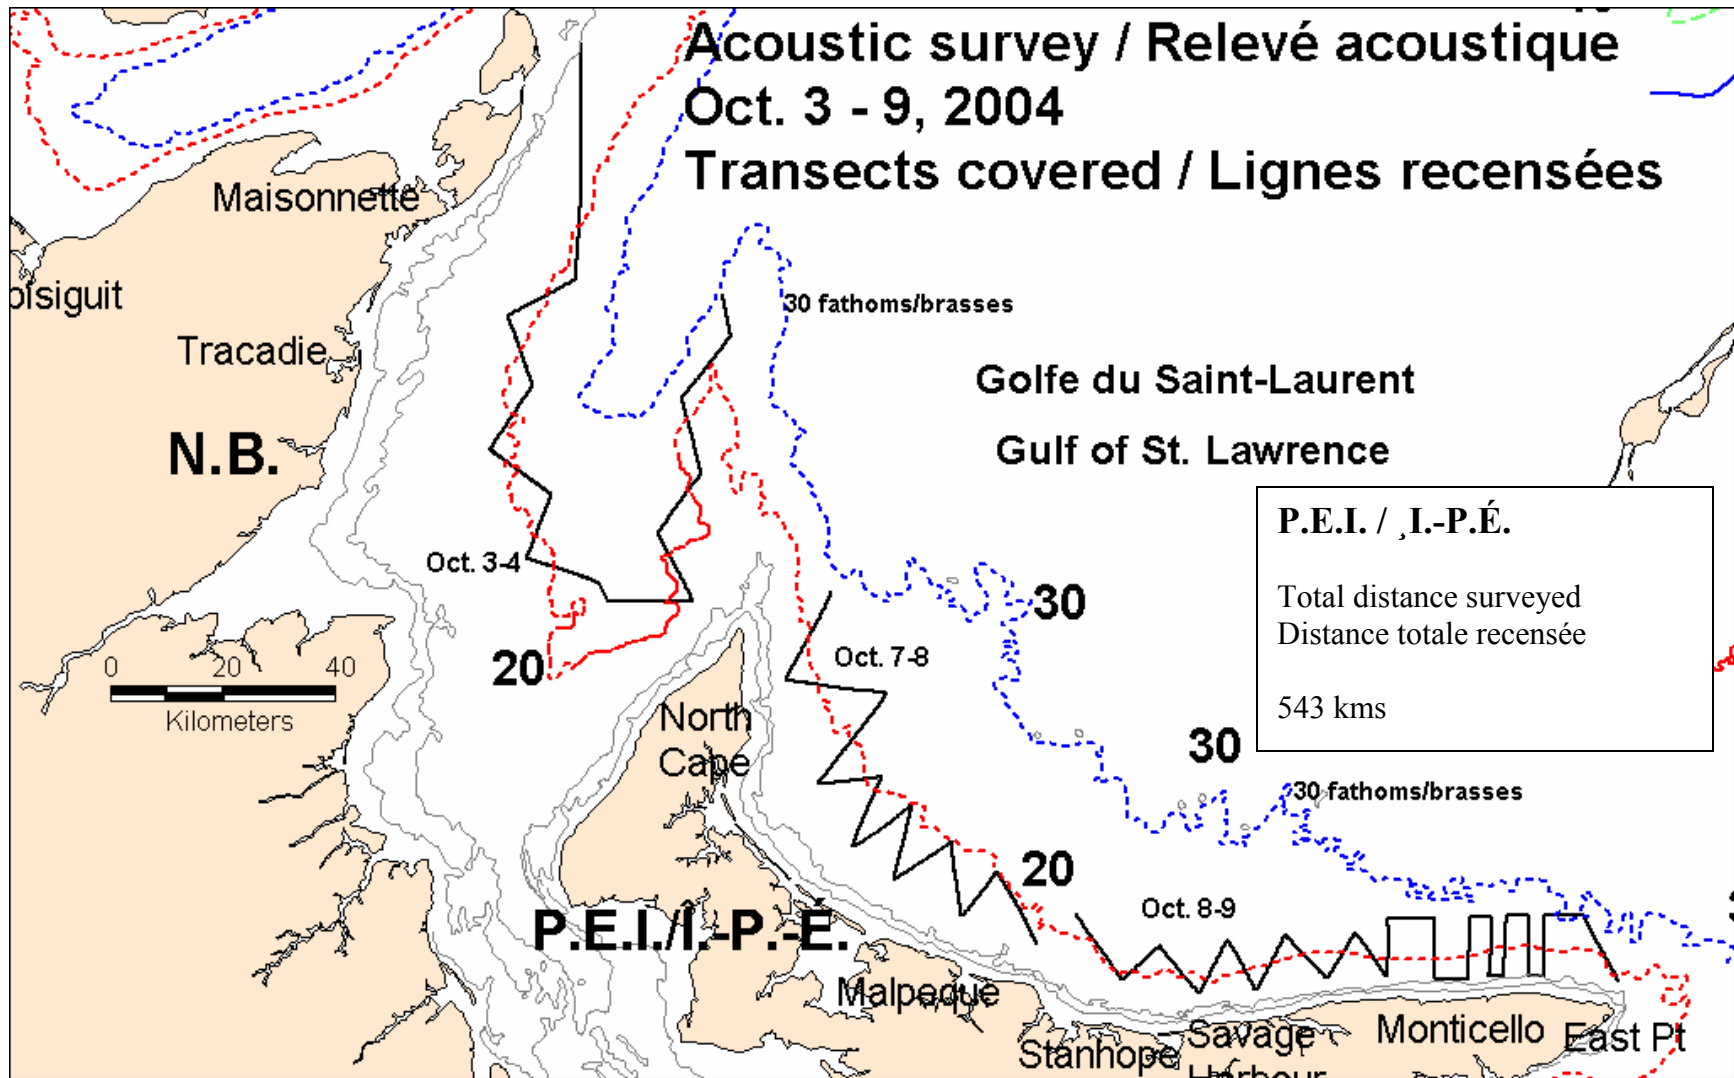 Acoustic survey / Relevé acoustique
Oct. 3 - 9, 2004
Transects covered / Lignes recensées
Maisonnette
30 fathoms/brasses
Tracadie
Golfe du Saint-Laurent
N.B.
Gulf of St. Lawrence
P.E.I. / ¸I.-P.É.
Total distance surveyed
Distance totale recensée
543 kms
Oct. 3-4
30
20
Oct. 7-8
0 20 40
Kilometers
North
Cape
30
30 fathoms/brasses
20
Oct. 8-9
P.E.I./Î.-P.-É.
Malpeque
Stanhope
Savage
Harbour
Monticello
East Pt